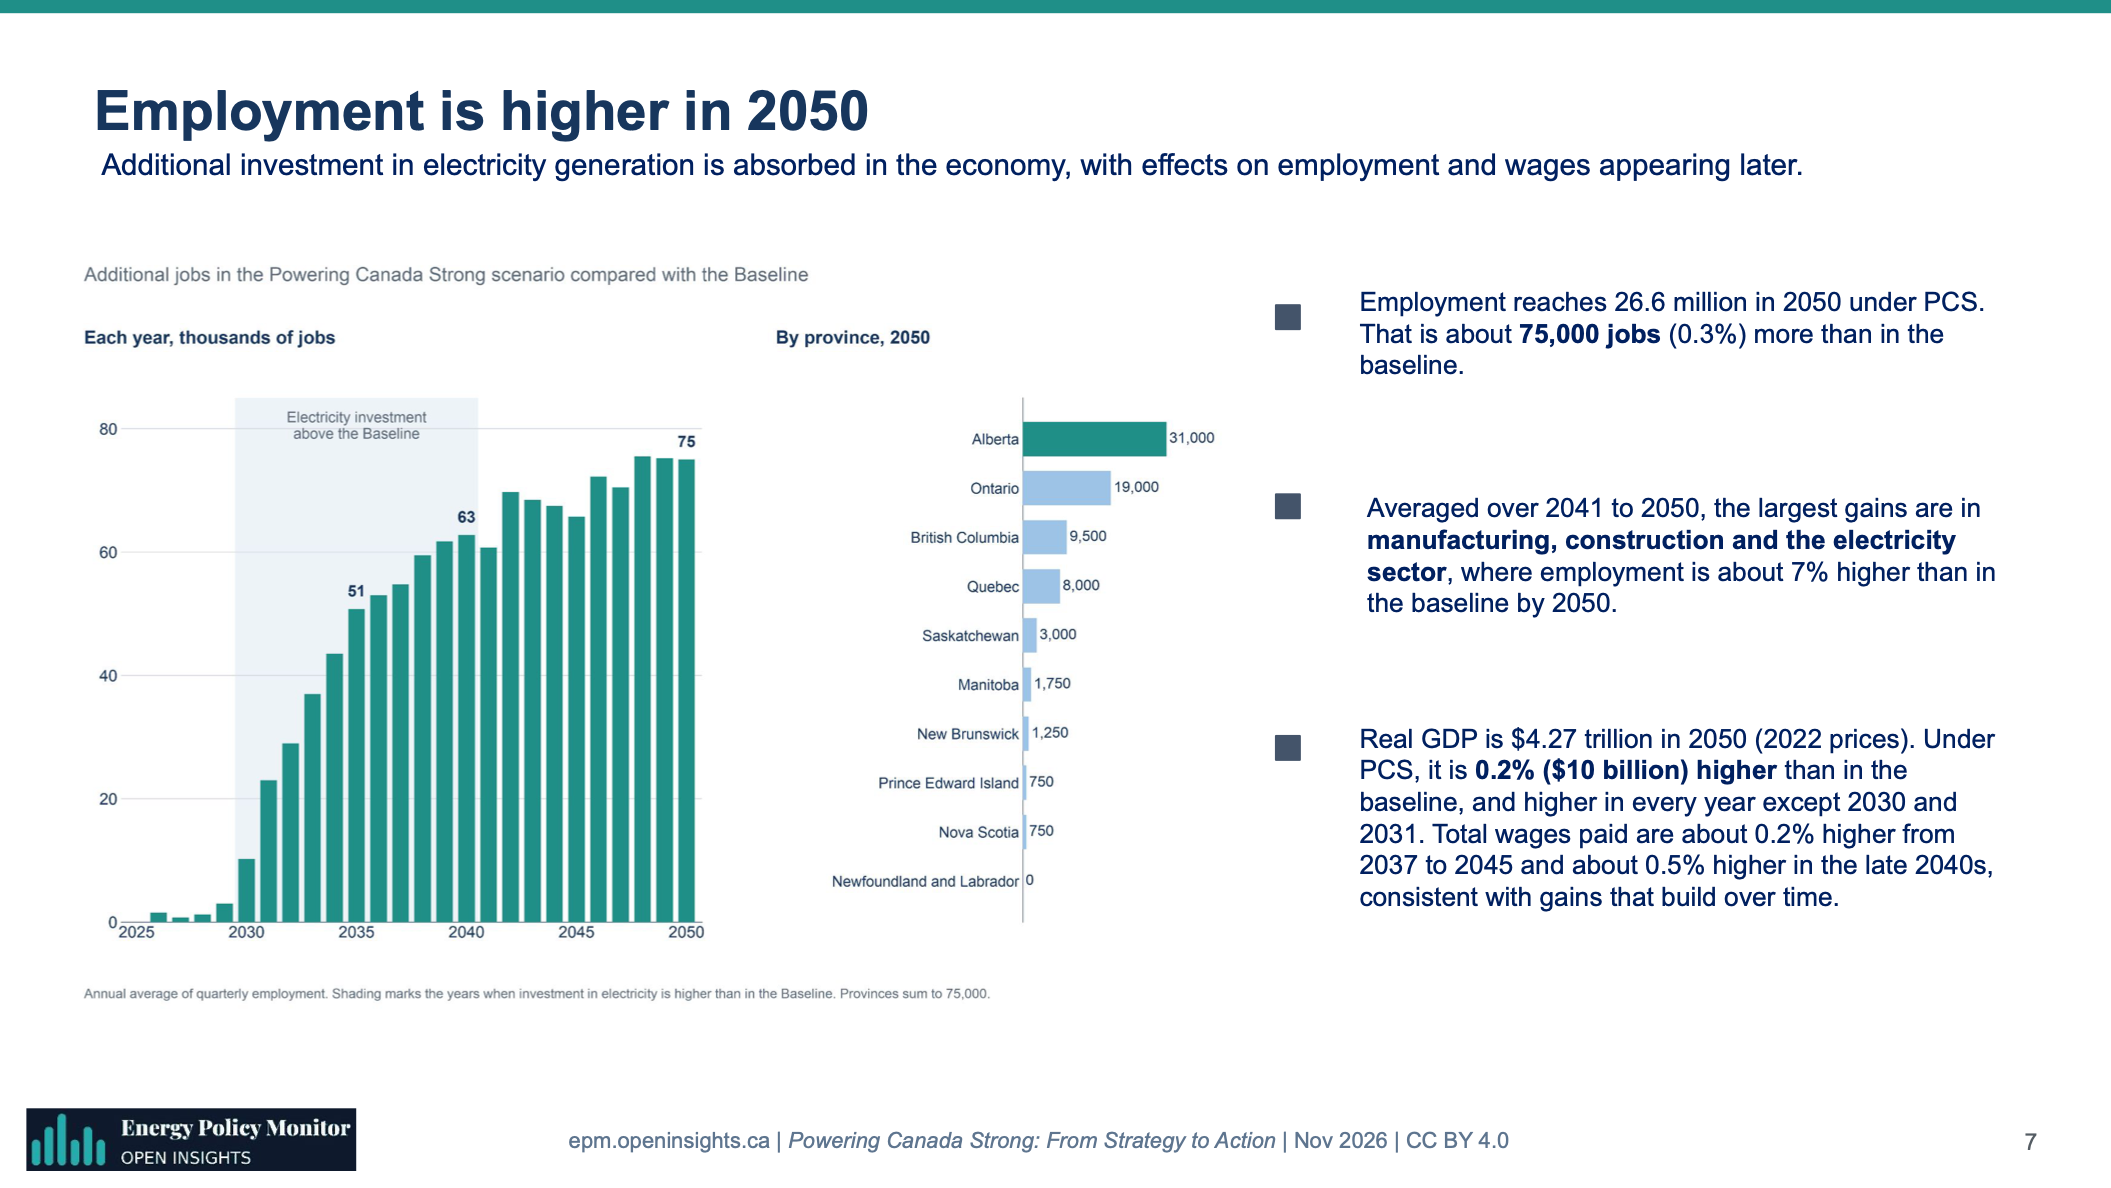 Employment is higher in 2050
Additional investment in electricity generation is absorbed in the economy, with effects on employment and wages appearing later.
Additional jobs in the Powering Canada Strong scenario compared with the Baseline
Each year, thousands of jobs
Electricity investment
above the Baseline
80
60
40
20
0
51
63
75
2025
2030
2035
2040
2045
2050
By province, 2050
Alberta 31,000
Ontario 19,000
British Columbia 9,500
Quebec 8,000
Saskatchewan 3,000
Manitoba 1,750
New Brunswick 1,250
Prince Edward Island 750
Nova Scotia 750
Newfoundland and Labrador 0
Annual average of quarterly employment. Shading marks the years when investment in electricity is higher than in the Baseline. Provinces sum to 75,000.
Employment reaches 26.6 million in 2050 under PCS.
That is about 75,000 jobs (0.3%) more than in the
baseline.
Averaged over 2041 to 2050, the largest gains are in
manufacturing, construction and the electricity
sector, where employment is about 7% higher than in
the baseline by 2050.
Real GDP is $4.27 trillion in 2050 (2022 prices). Under
PCS, it is 0.2% ($10 billion) higher than in the
baseline, and higher in every year except 2030 and
2031. Total wages paid are about 0.2% higher from
2037 to 2045 and about 0.5% higher in the late 2040s,
consistent with gains that build over time.
Energy Policy Monitor
OPEN INSIGHTS
epm.openinsights.ca | Powering Canada Strong: From Strategy to Action | Nov 2026 | CC BY 4.0
7